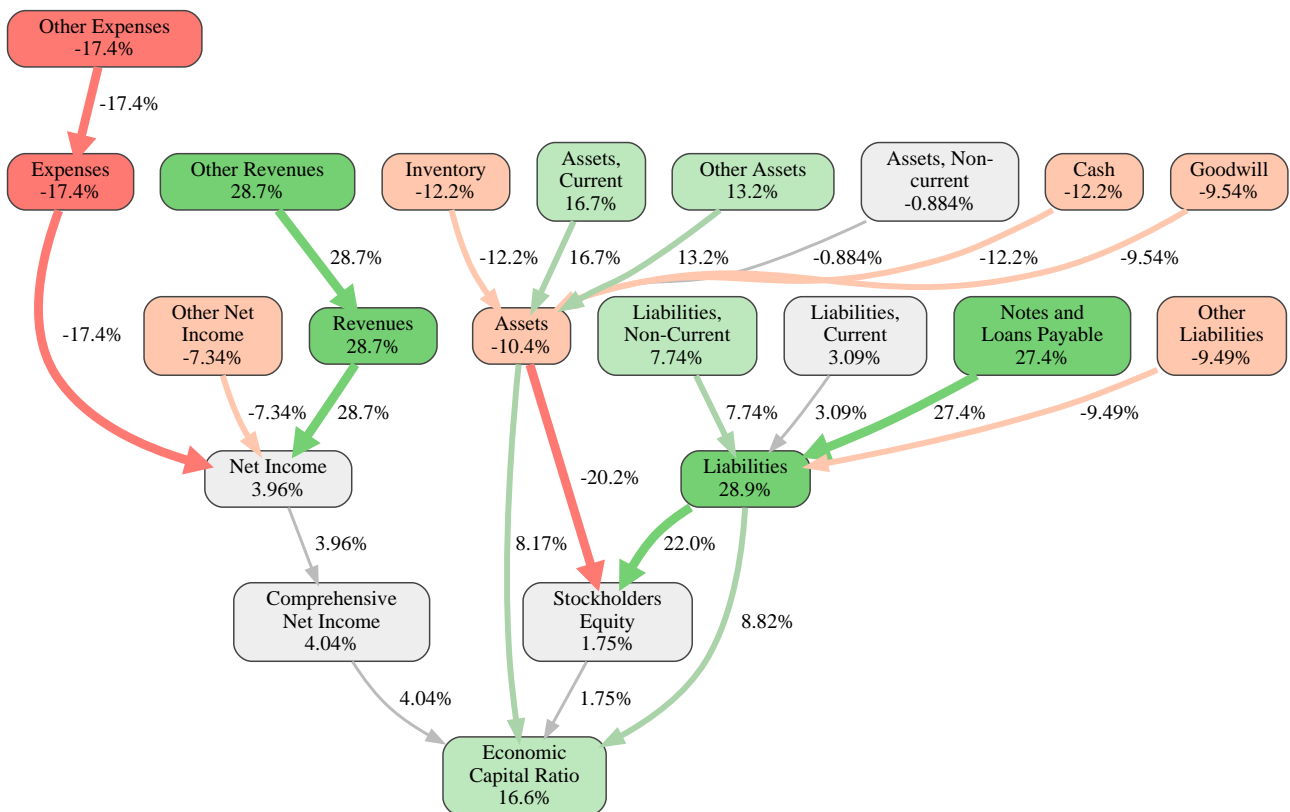 Other Expenses
-17.4%
-17.4%
Expenses
-17.4%
Other Revenues
28.7%
Inventory
-12.2%
Assets,
Current
16.7%
Other Assets
13.2%
Assets, Non-
current
-0.884%
Cash
-12.2%
Goodwill
-9.54%
28.7%
-12.2%
16.7%
13.2%
-0.884%
-12.2%
-9.54%
-17.4%
Other Net
Income
-7.34%
Revenues
28.7%
Assets
-10.4%
Liabilities,
Non-Current
7.74%
Liabilities,
Current
3.09%
Notes and
Loans Payable
27.4%
Other
Liabilities
-9.49%
-7.34%
28.7%
7.74%
3.09%
27.4%
-9.49%
Net Income
3.96%
-20.2%
Liabilities
28.9%
3.96%
8.17%
22.0%
Comprehensive
Net Income
4.04%
Stockholders
Equity
1.75%
8.82%
4.04%
1.75%
Economic
Capital Ratio
16.6%